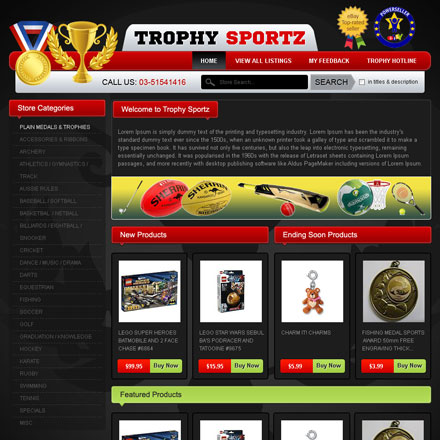 TROPHY SPORTZ
eBay
Top-rated
seller
POWERSELLER
HOME
VIEW ALL LISTINGS
MY FEEDBACK
TROPHY HOTLINE
CALL US: 03-51541416
Store Search...
SEARCH
in titles & description
Store Categories
PLAIN MEDALS & TROPHIES
ACCESSORIES & RIBBONS
ARCHERY
ATHLETICS / GYMNASTICS /
TRACK
AUSSIE RULES
BASEBALL / SOFTBALL
BASKETBALL / NETBALL
BILLIARDS / EIGHTBALL /
SNOOKER
CRICKET
DANCE / MUSIC / DRAMA
DARTS
EQUESTRIAN
FISHING
SOCCER
GOLF
GRADUATION / KNOWLEDGE
HOCKEY
KARATE
RUGBY
SWIMMING
TENNIS
SPECIALS
MISC
Welcome to Trophy Sportz
Lorem Ipsum is simply dummy text of the printing and typesetting industry. Lorem Ipsum has been the industry's
standard dummy text ever since the 1500s, when an unknown printer took a galley of type and scrambled it to make a
type specimen book. It has survived not only five centuries, but also the leap into electronic typesetting, remaining
essentially unchanged. It was popularised in the 1960s with the release of Letraset sheets containing Lorem Ipsum
passages, and more recently with desktop publishing software like Aldus PageMaker including versions of Lorem Ipsum.
SHERRIN
SHERRIN
New Products
Ending Soon Products
LEGO SUPER HEROES
BATMOBILE AND 2 FACE
CHASE #6864
$99.95
Buy Now
LEGO STAR WARS SEBUL
BA'S PODRACER AND
TATOOINE #9675
$15.95
Buy Now
CHARM IT! CHARMS
$5.99
Buy Now
FISHING MEDAL SPORTS
AWARD 50mm FREE
ENGRAVING THICK...
$3.99
Buy Now
Featured Products